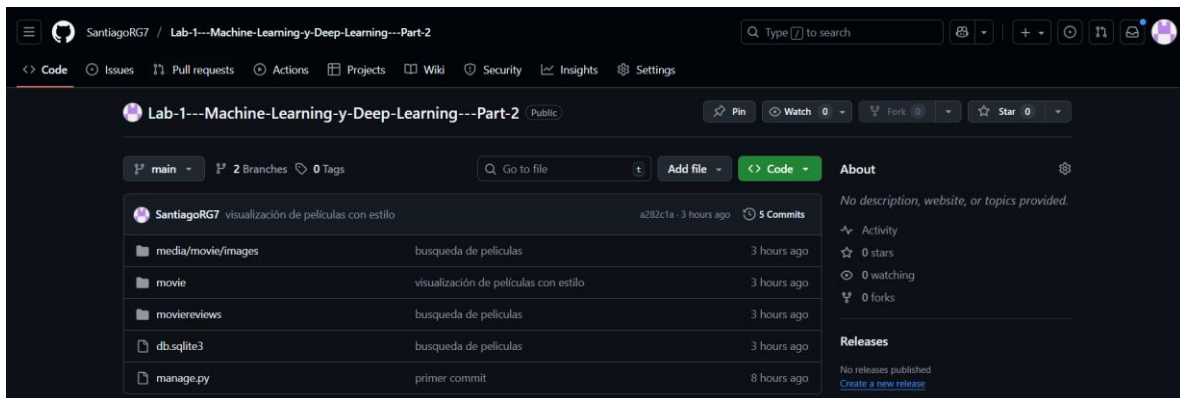 SantiagoRG7 / Lab-1---Machine-Learning-y-Deep-Learning---Part-2 Type / to search
Code Issues Pull requests Actions Projects Wiki Security Insights Settings
Lab-1---Machine-Learning-y-Deep-Learning---Part-2 Public Pin Watch 0 Fork 0 Star 0
main 2 Branches 0 Tags Go to file t Add file Code About
No description, website, or topics provided.
SantiagoRG7 visualización de películas con estilo a282c1a · 3 hours ago 5 Commits
Activity
media/movie/images busqueda de peliculas 3 hours ago
0 stars
movie visualización de películas con estilo 3 hours ago
0 watching
0 forks
moviereviews busqueda de peliculas 3 hours ago
db.sqlite3 busqueda de peliculas 3 hours ago
Releases
manage.py primer commit 8 hours ago
No releases published
Create a new release